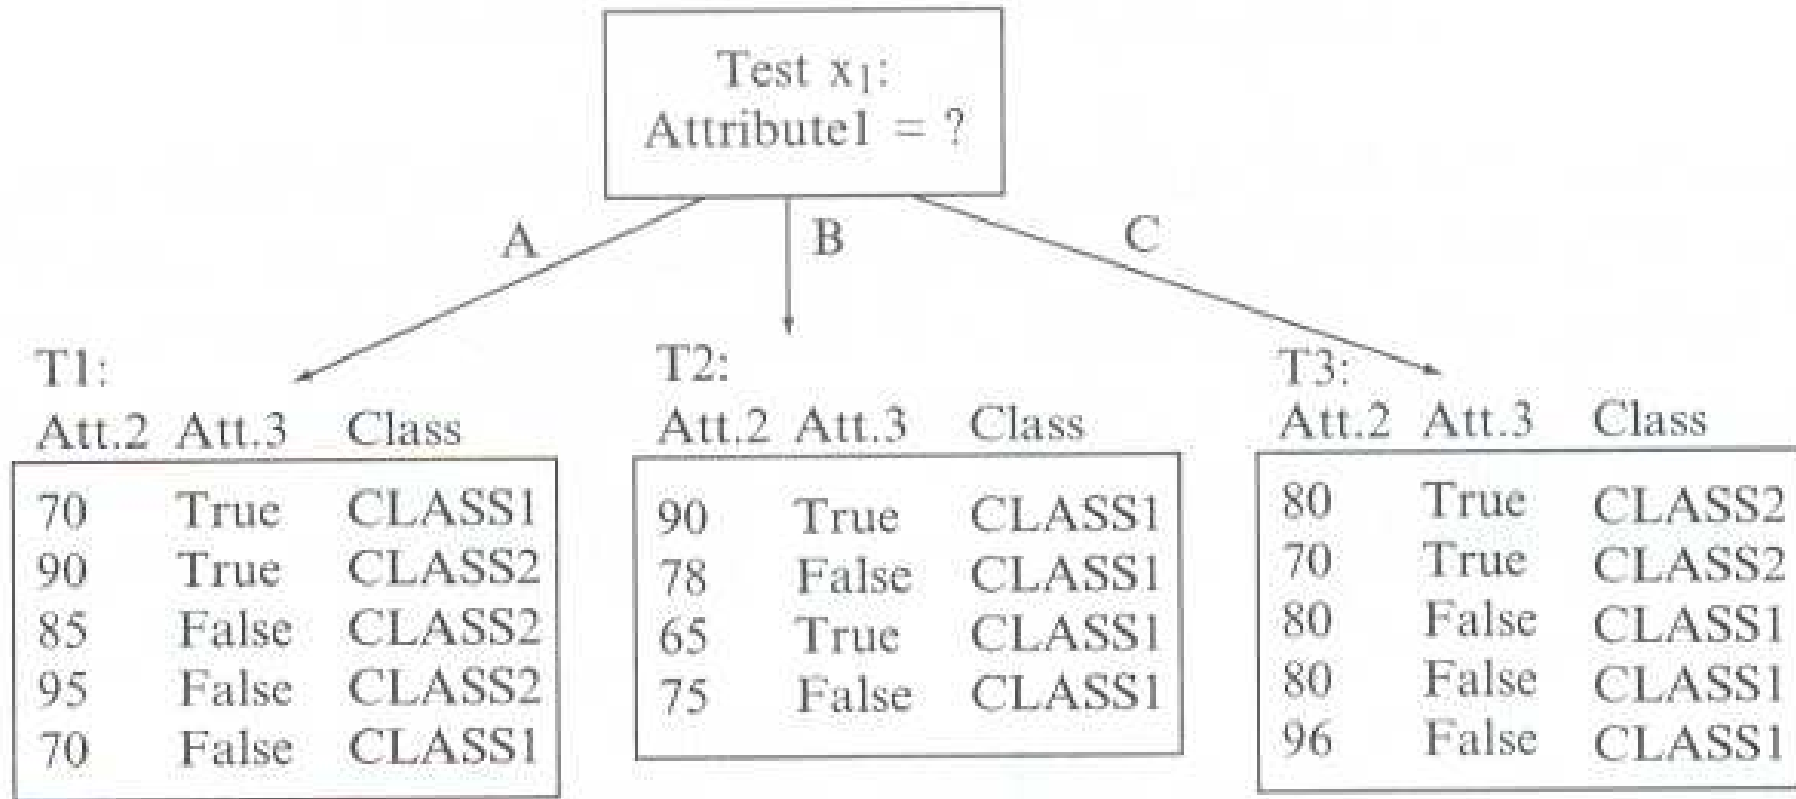 Test x1:
Attribute1 = ?
A
B
C
T1:
Att.2 Att.3 Class
70 True CLASS1
90 True CLASS2
85 False CLASS2
95 False CLASS2
70 False CLASS1
T2:
Att.2 Att.3 Class
90 True CLASS1
78 False CLASS1
65 True CLASS1
75 False CLASS1
T3:
Att.2 Att.3 Class
80 True CLASS2
70 True CLASS2
80 False CLASS1
80 False CLASS1
96 False CLASS1